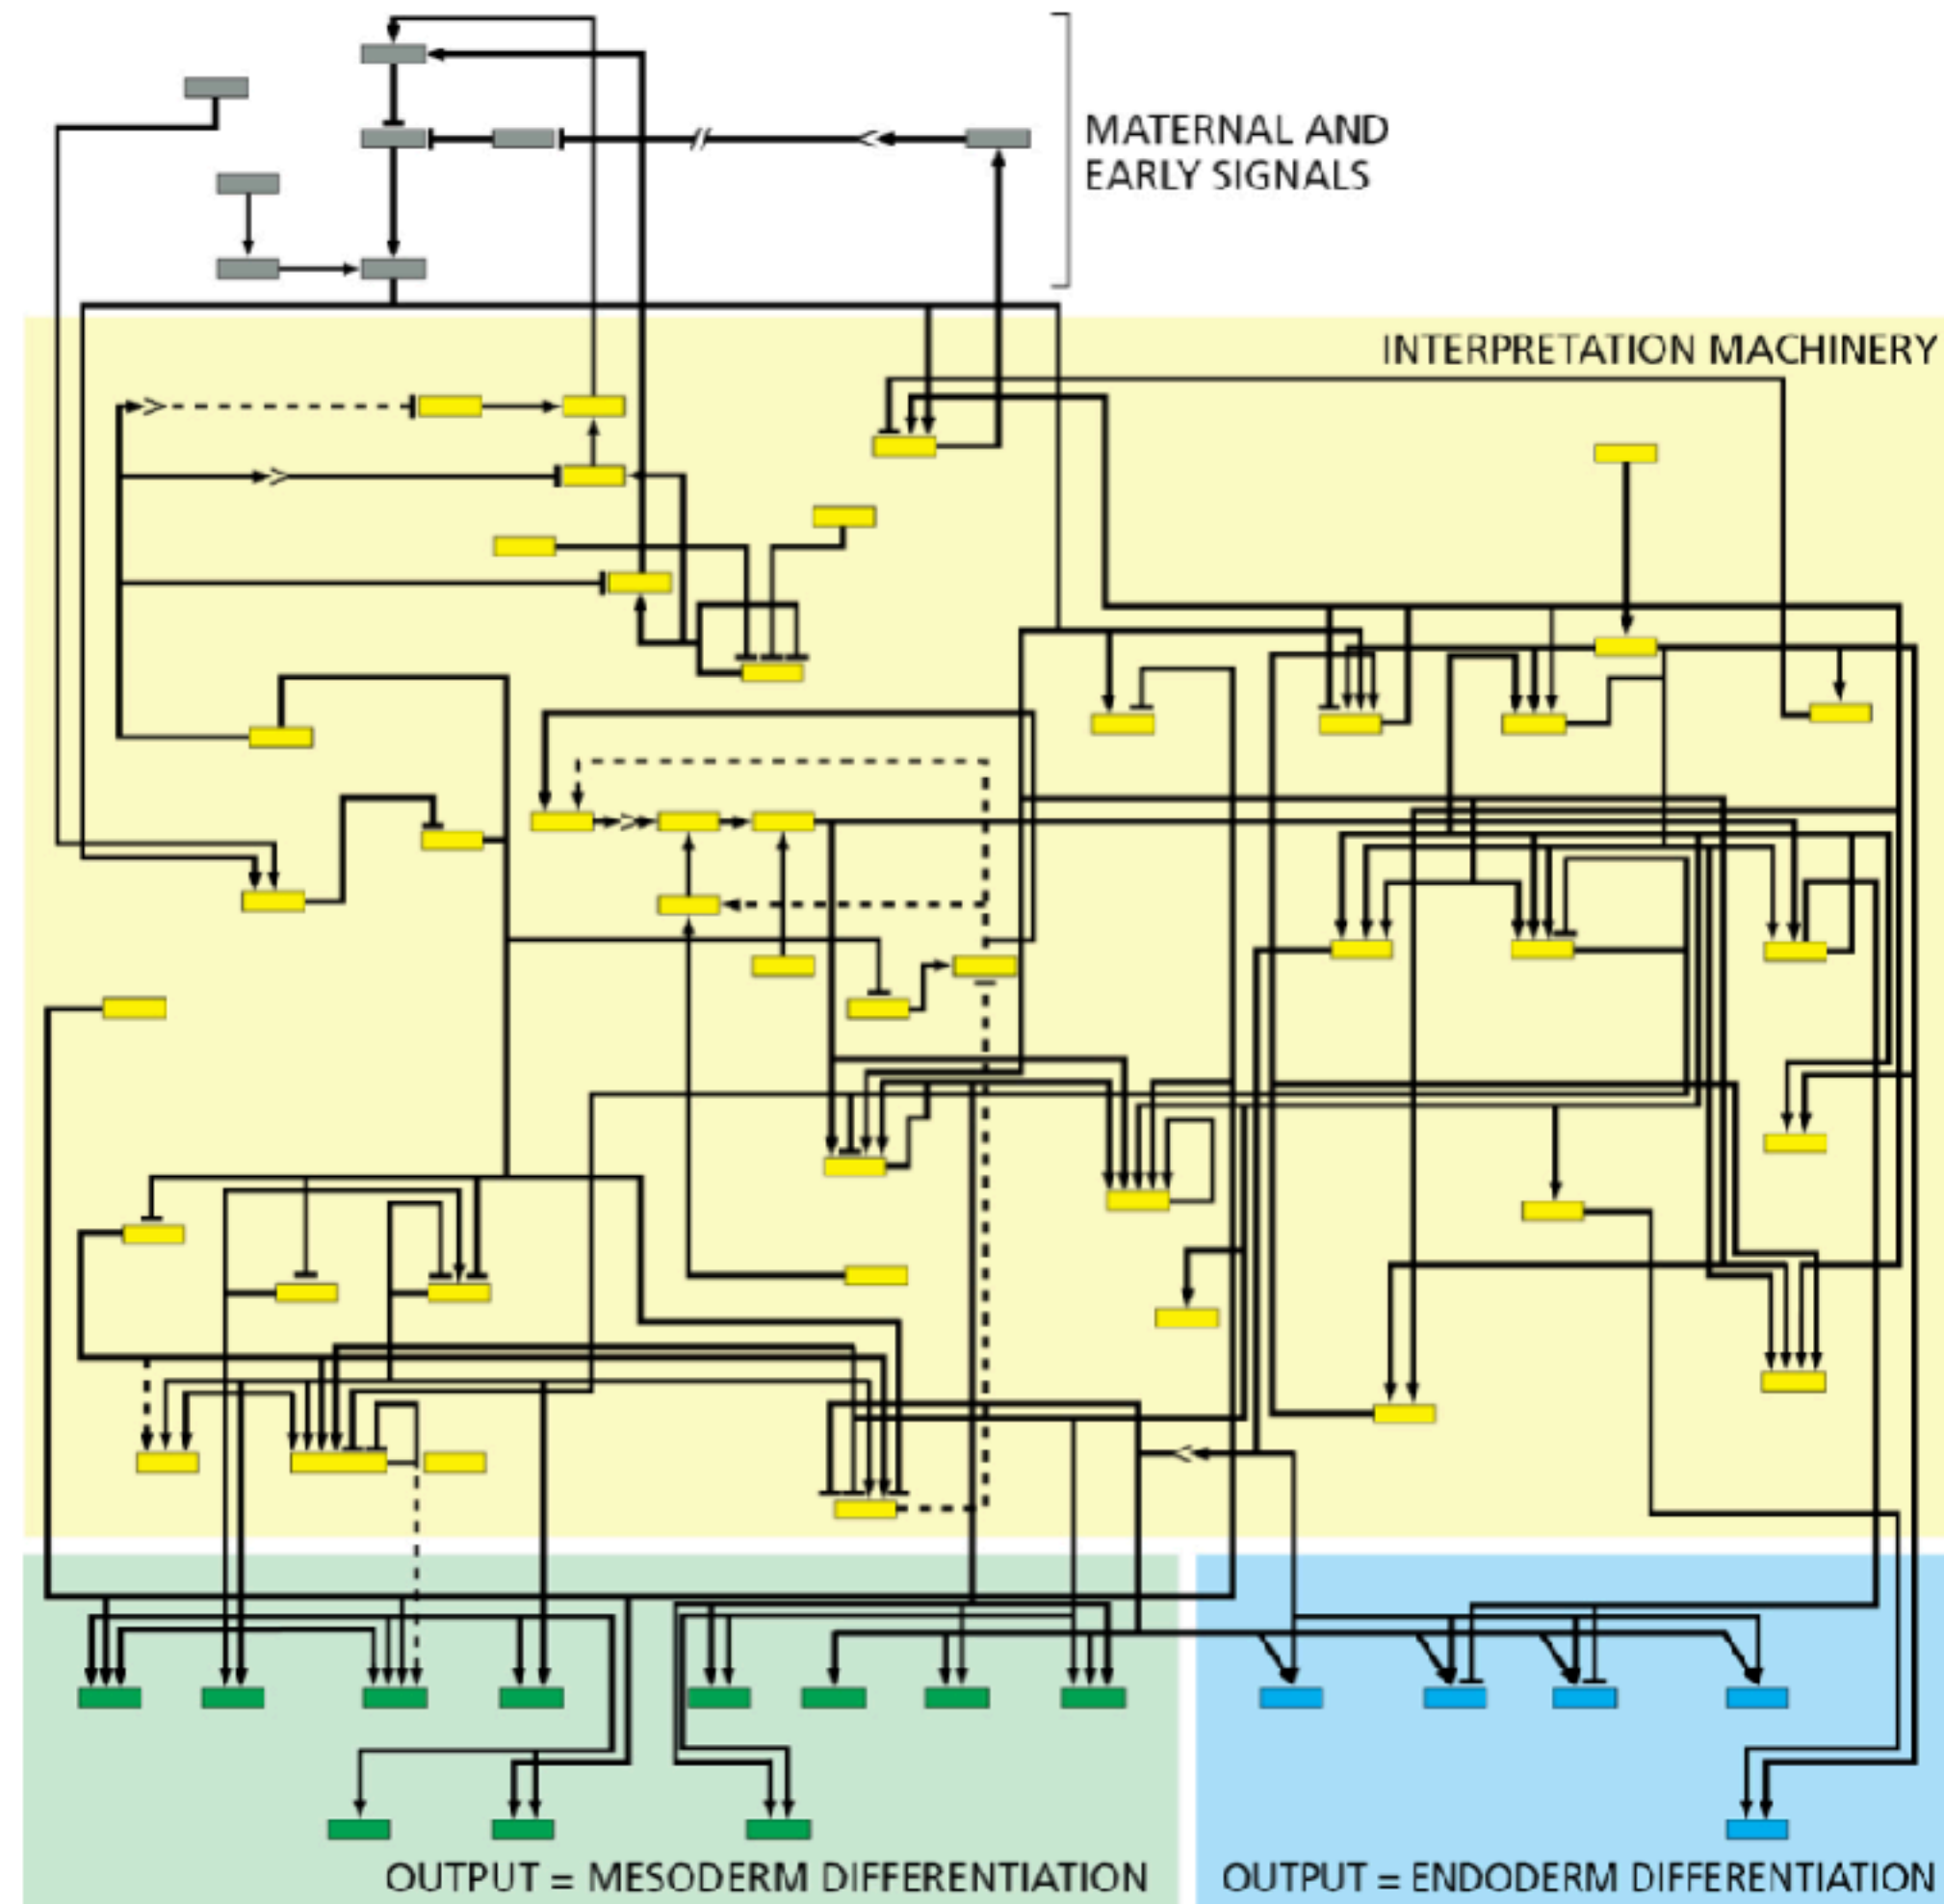 MATERNAL AND
EARLY SIGNALS
INTERPRETATION MACHINERY
OUTPUT = MESODERM DIFFERENTIATION
OUTPUT = ENDODERM DIFFERENTIATION